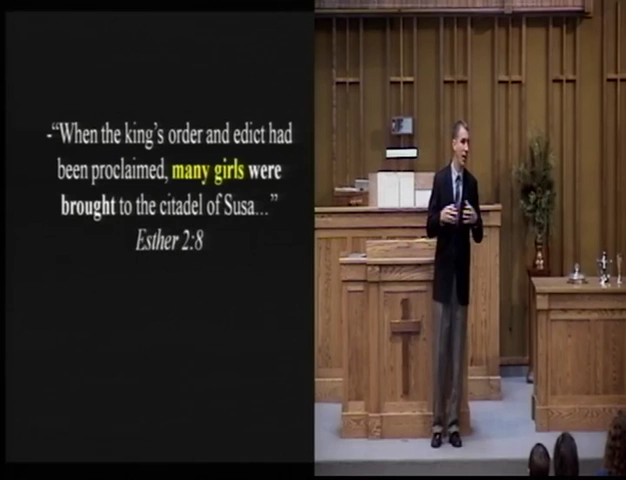 -“When the king’s order and edict had
been proclaimed, many girls were
brought to the citadel of Susa...”
Esther 2:8